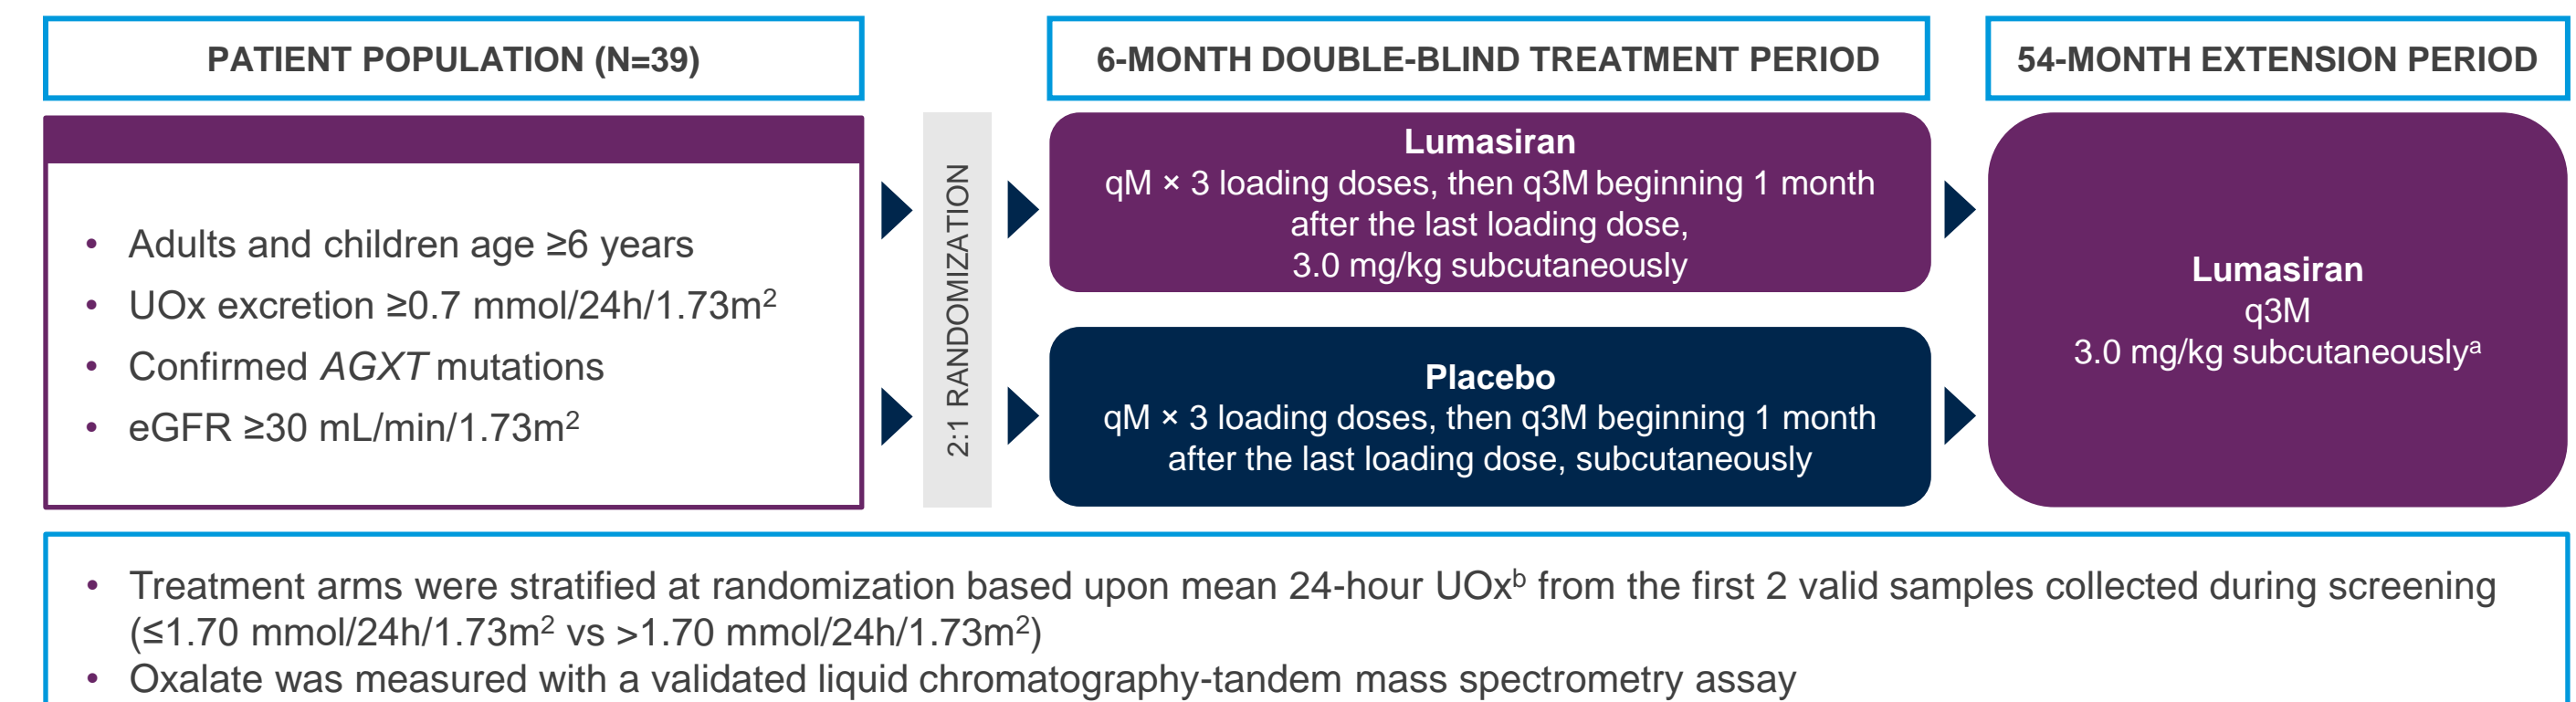 PATIENT POPULATION (N=39)
6-MONTH DOUBLE-BLIND TREATMENT PERIOD
54-MONTH EXTENSION PERIOD
• Adults and children age ≥6 years
• UOx excretion ≥0.7 mmol/24h/1.73m²
• Confirmed AGXT mutations
• eGFR ≥30 mL/min/1.73m²
2:1 RANDOMIZATION
Lumasiran
qM × 3 loading doses, then q3M beginning 1 month
after the last loading dose,
3.0 mg/kg subcutaneously
Placebo
qM × 3 loading doses, then q3M beginning 1 month
after the last loading dose, subcutaneously
Lumasiran
q3M
3.0 mg/kg subcutaneouslyᵃ
• Treatment arms were stratified at randomization based upon mean 24-hour UOxᵇ from the first 2 valid samples collected during screening
(≤1.70 mmol/24h/1.73m² vs >1.70 mmol/24h/1.73m²)
• Oxalate was measured with a validated liquid chromatography-tandem mass spectrometry assay